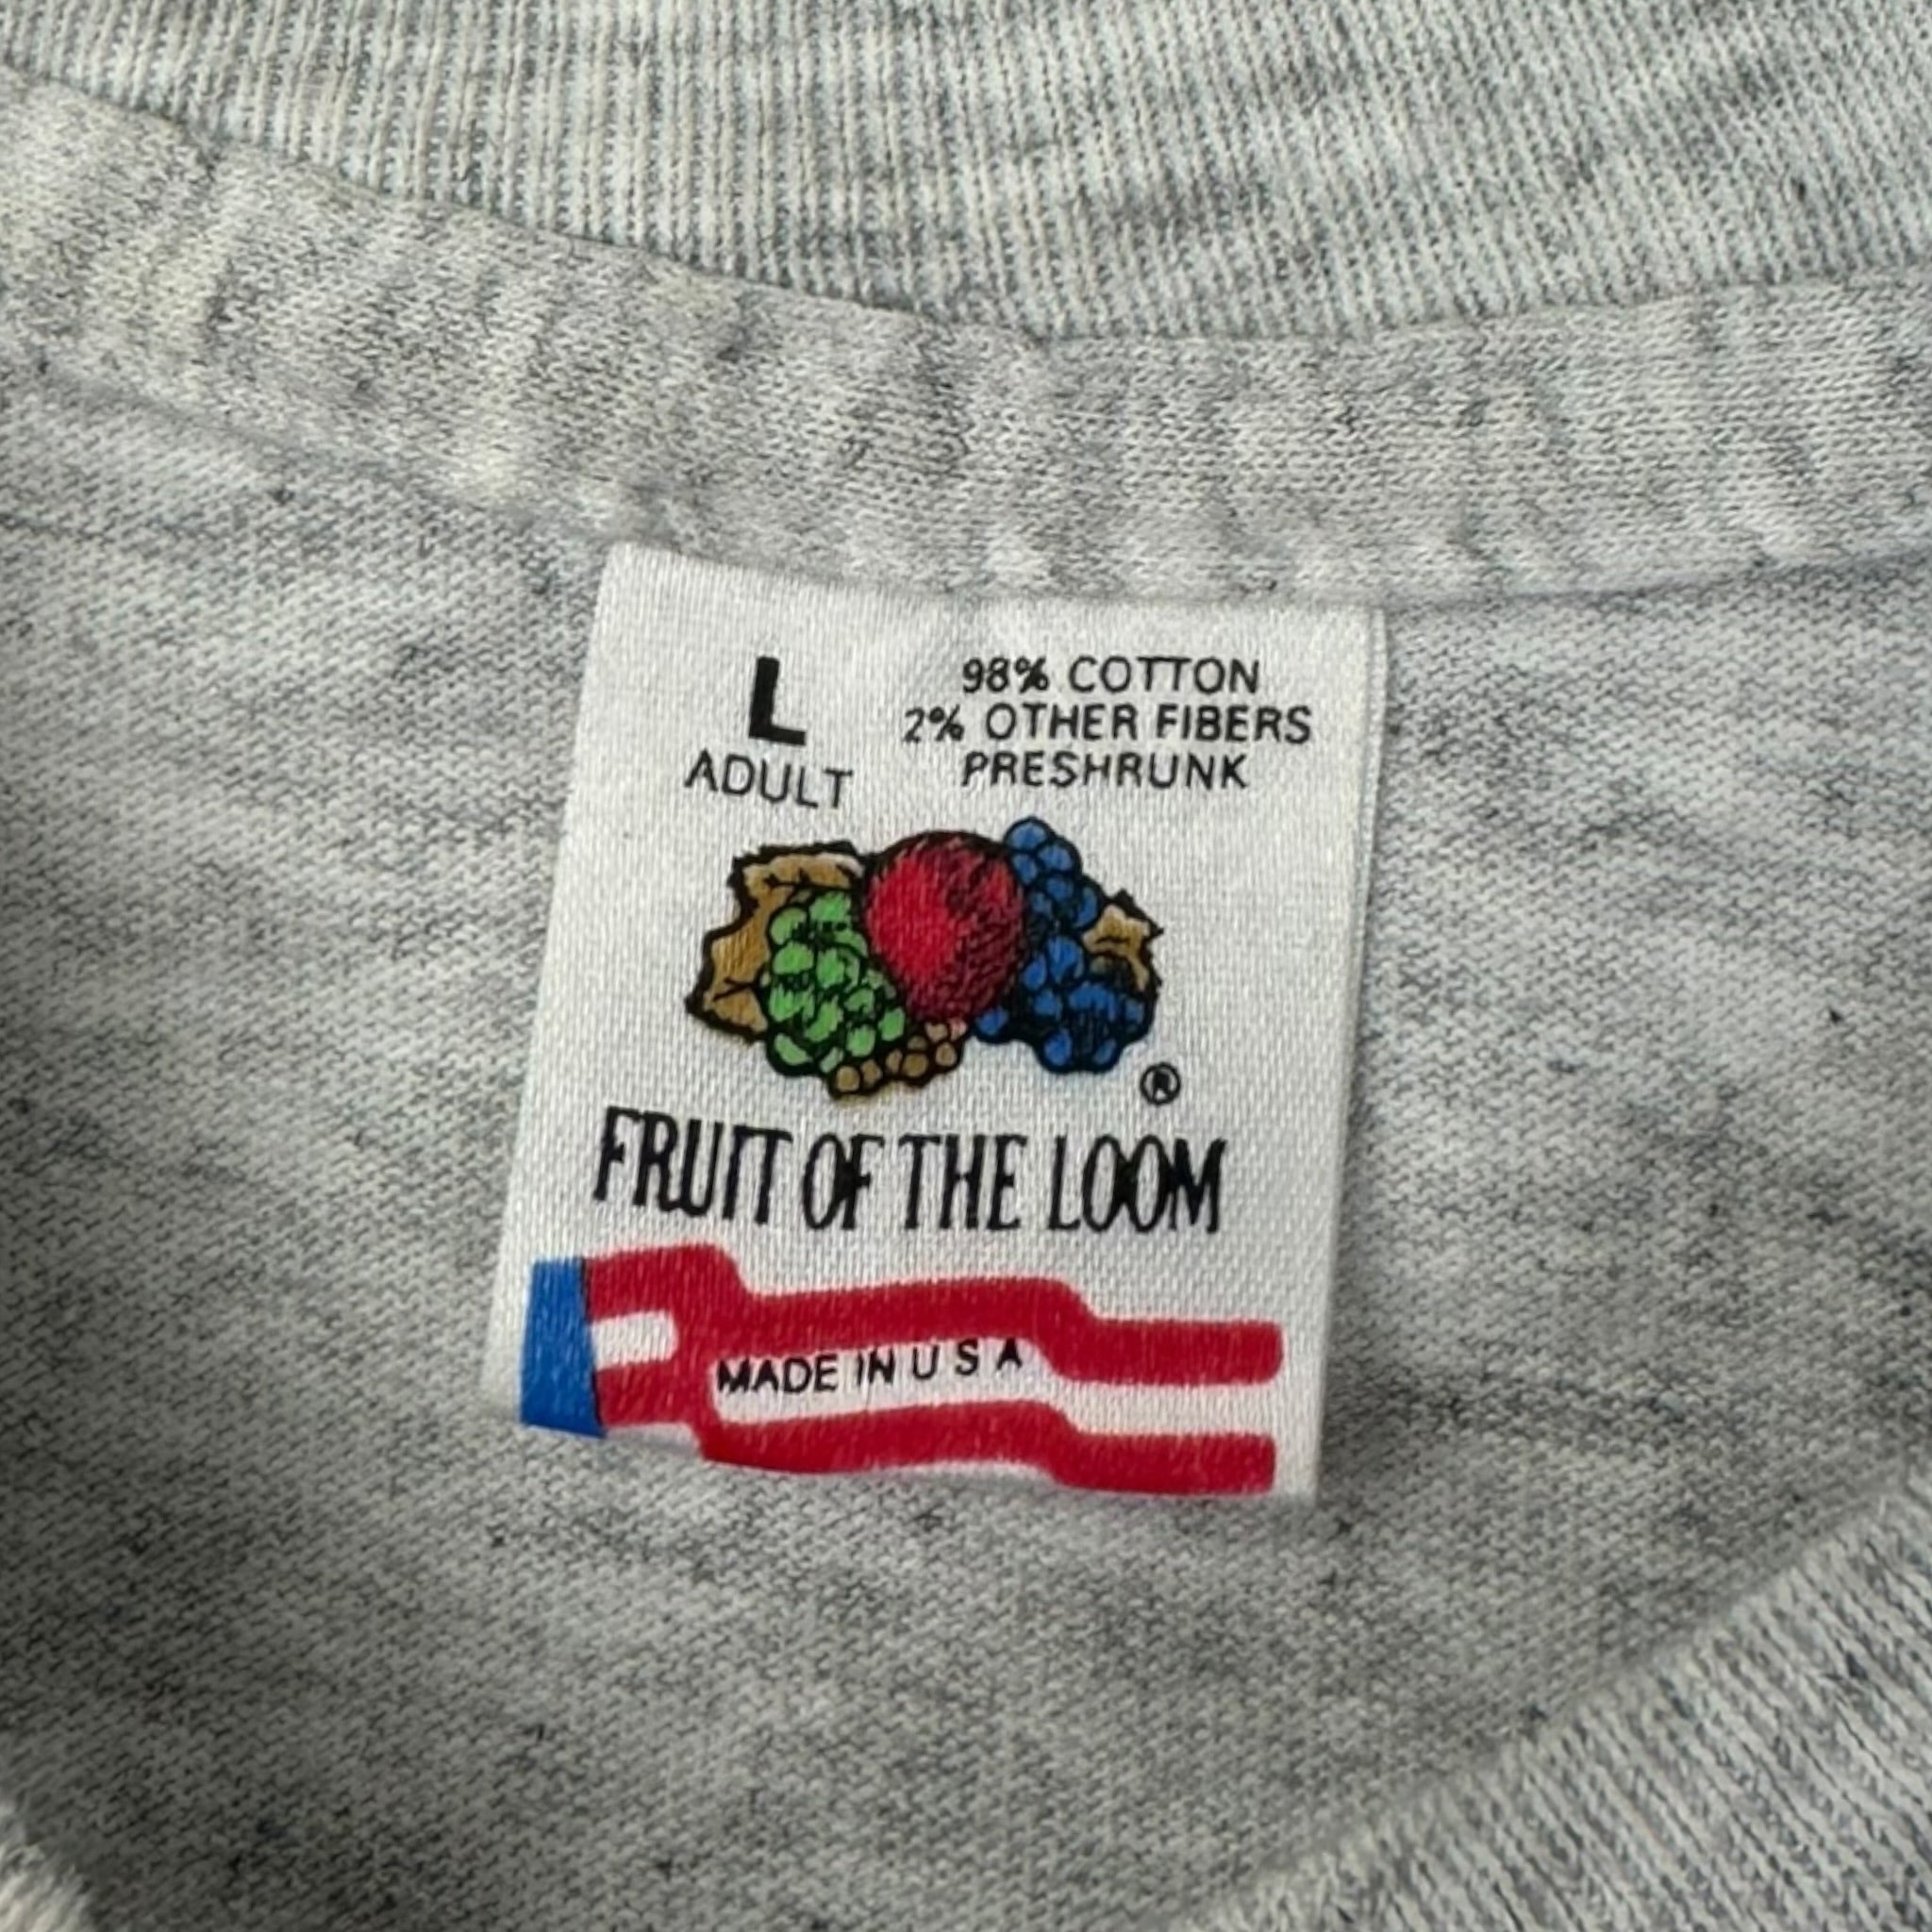 L
ADULT
98% COTTON
2% OTHER FIBERS
PRESHRUNK
®
FRUIT OF THE LOOM
MADE IN U S A